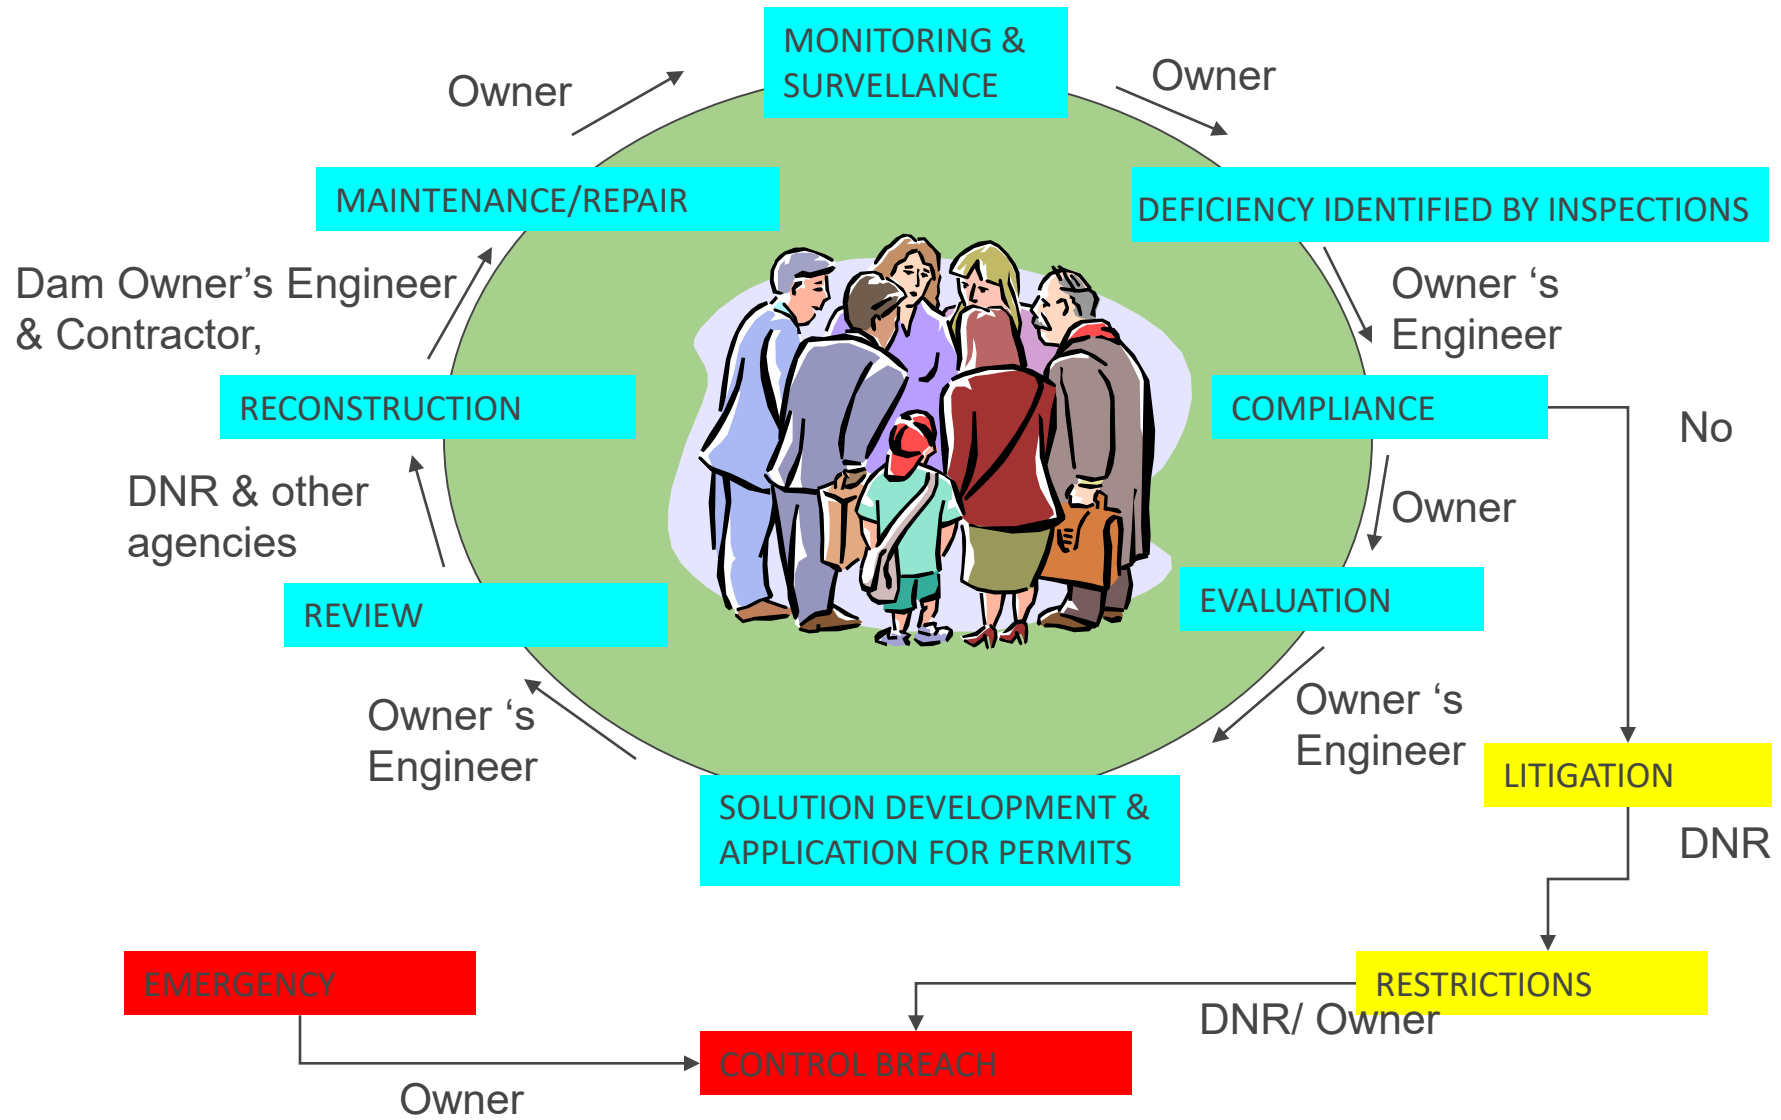 MONITORING &
SURVELLANCE
Owner
Owner
MAINTENANCE/REPAIR
DEFICIENCY IDENTIFIED BY INSPECTIONS
Dam Owner’s Engineer
& Contractor,
Owner ‘s
Engineer
RECONSTRUCTION
COMPLIANCE
No
DNR & other
agencies
Owner
REVIEW
EVALUATION
Owner ‘s
Engineer
Owner ‘s
Engineer
SOLUTION DEVELOPMENT &
APPLICATION FOR PERMITS
LITIGATION
DNR
EMERGENCY
RESTRICTIONS
DNR/ Owner
CONTROL BREACH
Owner